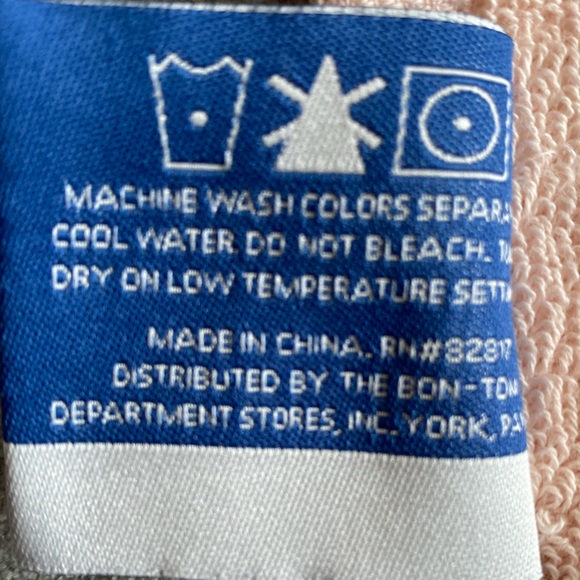 MACHINE WASH COLORS SEPARA
COOL WATER. DO NOT BLEACH.
DRY ON LOW TEMPERATURE SETT
MADE IN CHINA. RN#82817
DISTRIBUTED BY THE BON-TON
DEPARTMENT STORES, INC. YORK, PA